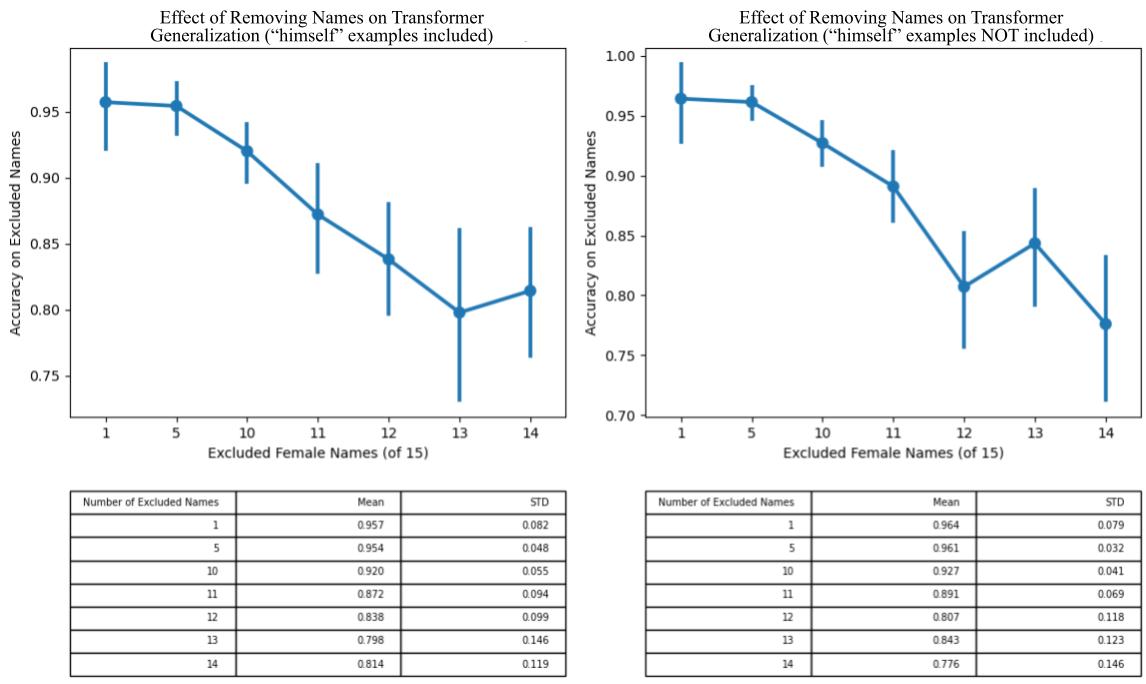 Effect of Removing Names on Transformer
Generalization (“himself” examples included)
Accuracy on Excluded Names
0.95
0.90
0.85
0.80
0.75
1 5 10 11 12 13 14
Excluded Female Names (of 15)
Number of Excluded Names Mean STD
1 0.957 0.082
5 0.954 0.048
10 0.920 0.055
11 0.872 0.094
12 0.838 0.099
13 0.798 0.146
14 0.814 0.119
Effect of Removing Names on Transformer
Generalization (“himself” examples NOT included)
Accuracy on Excluded Names
1.00
0.95
0.90
0.85
0.80
0.75
0.70
1 5 10 11 12 13 14
Excluded Female Names (of 15)
Number of Excluded Names Mean STD
1 0.964 0.079
5 0.961 0.032
10 0.927 0.041
11 0.891 0.069
12 0.807 0.118
13 0.843 0.123
14 0.776 0.146